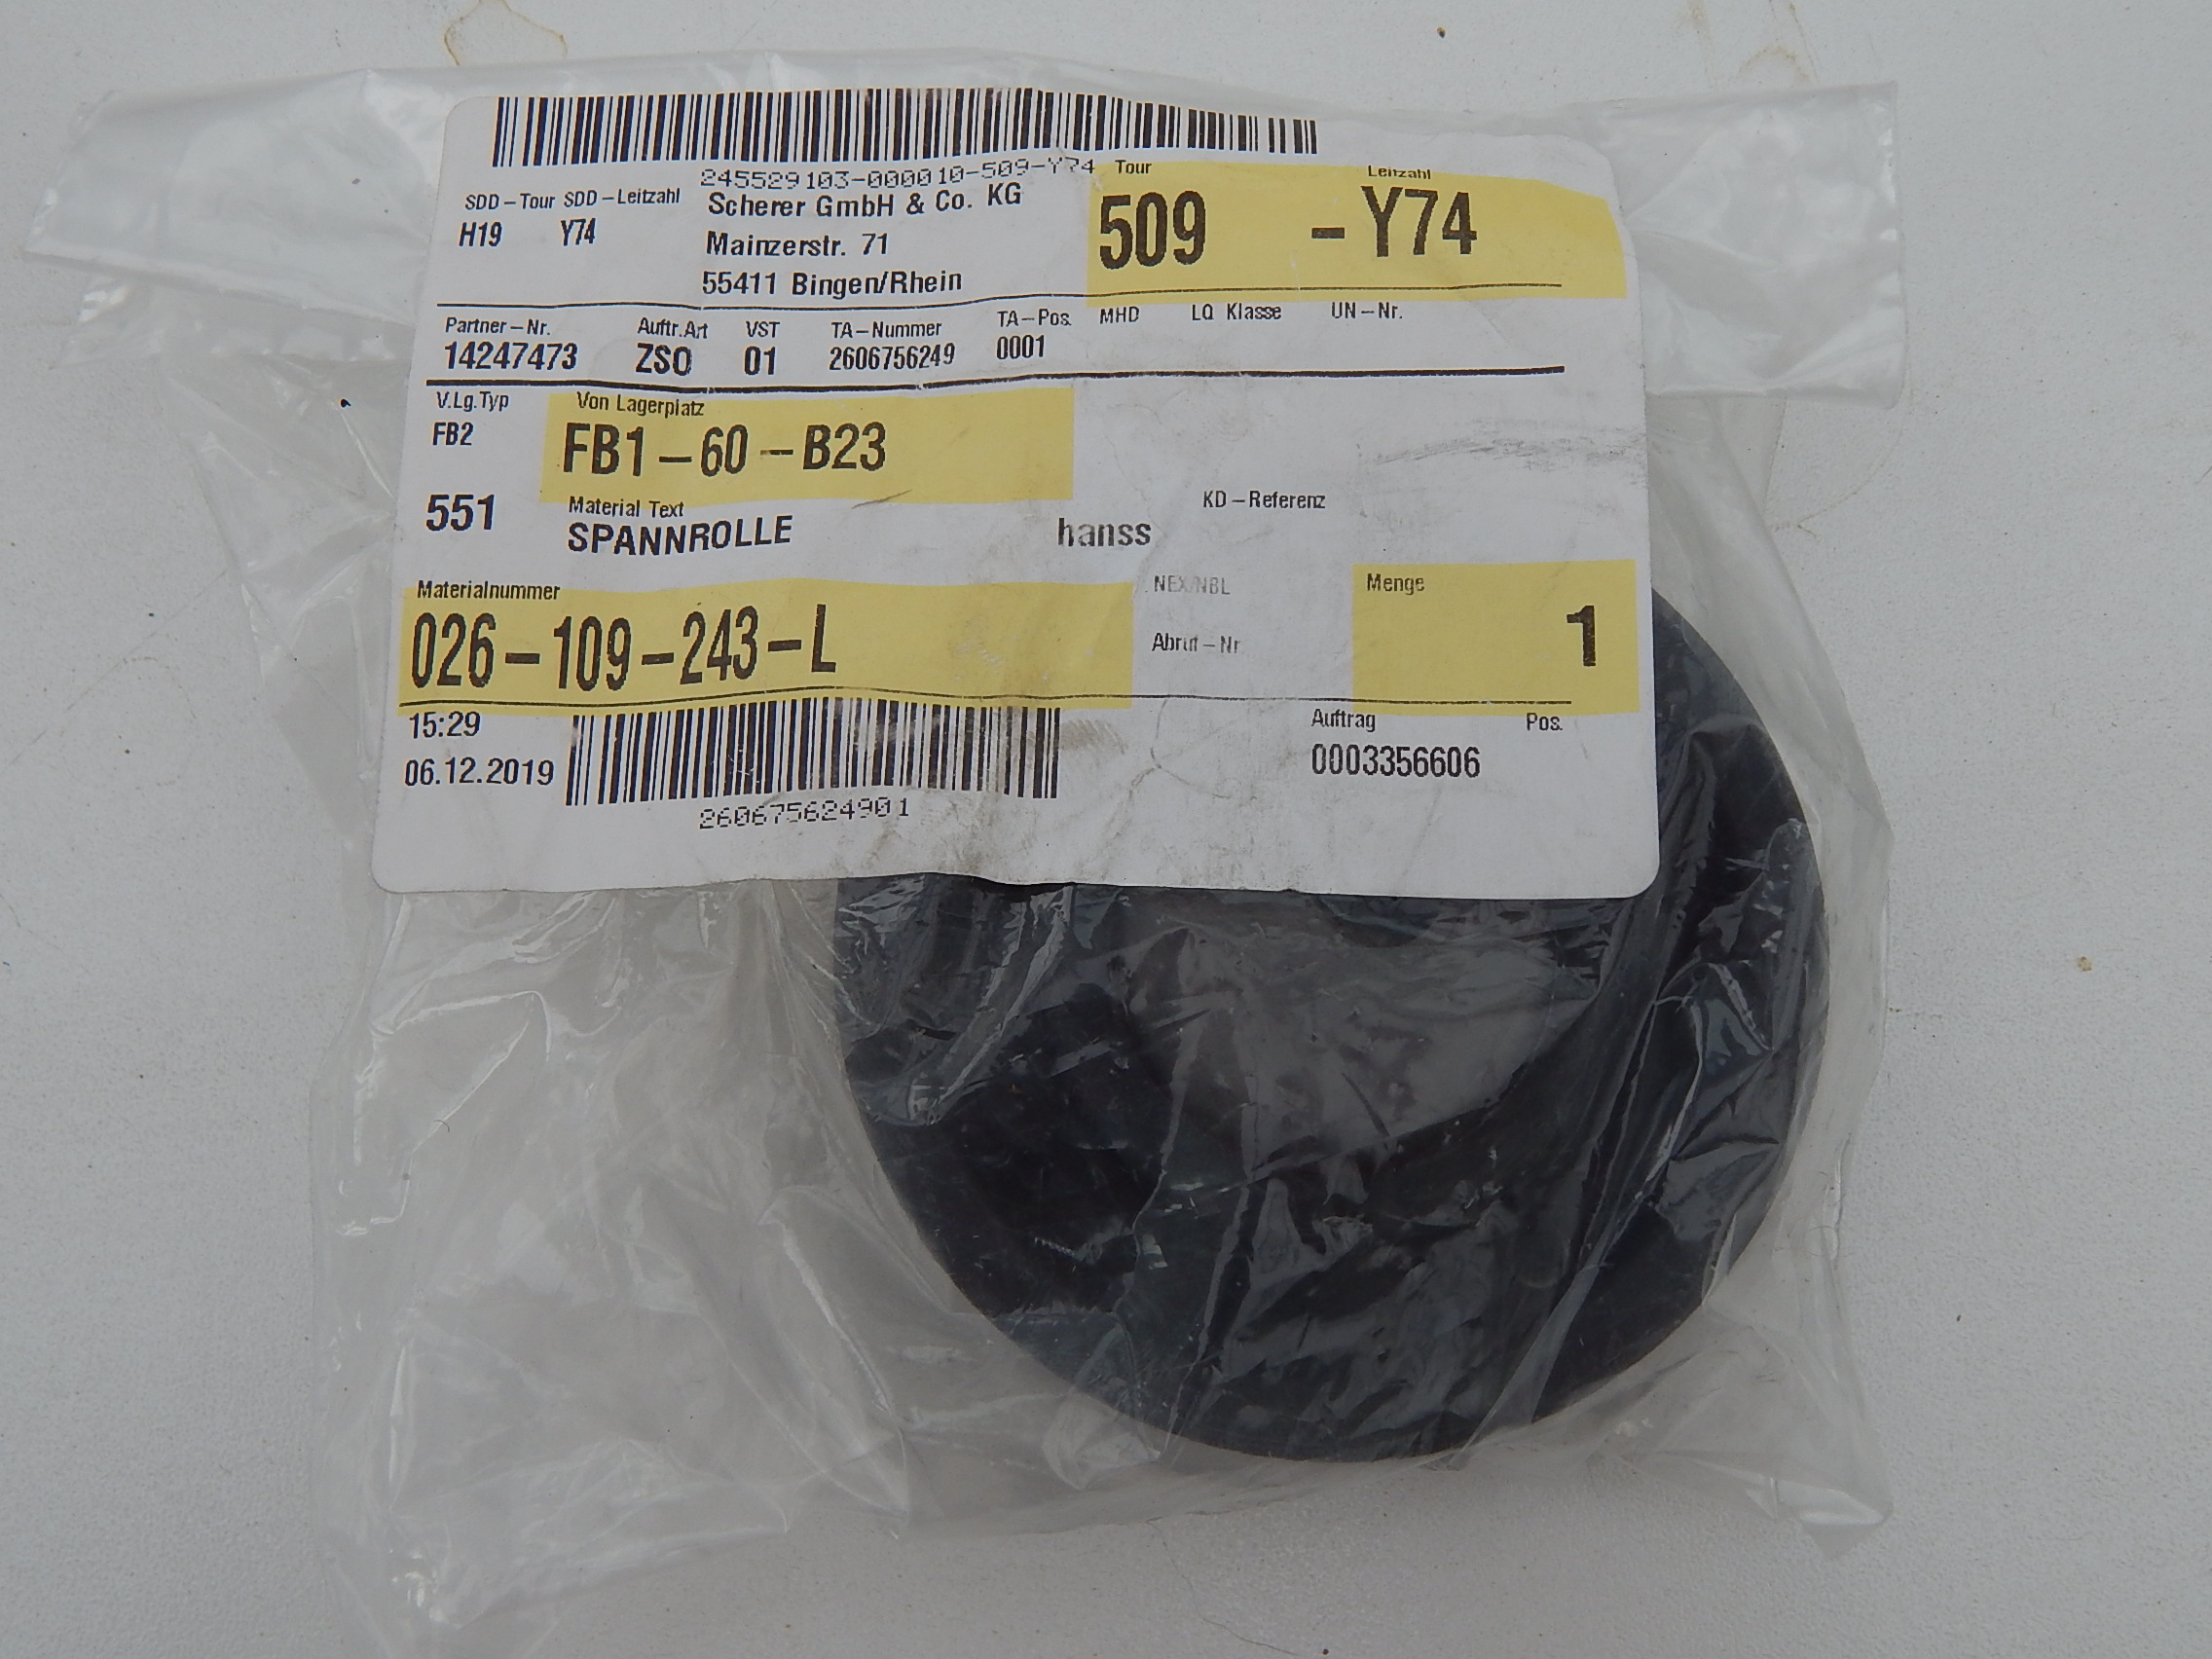 245529103-000010-509-Y74
SDD-Tour SDD-Leitzahl
H19 Y74
Scherer GmbH & Co. KG
Mainzerstr. 71
55411 Bingen/Rhein
Tour Leitzahl
509 - Y74
Partner-Nr. Auftr.Art VST TA-Nummer TA-Pos. MHD LQ Klasse UN-Nr.
14247473 ZSO 01 2606756249 0001
V.Lg.Typ Von Lagerplatz
FB2 FB1-60-B23
551 Material Text KD-Referenz
SPANNROLLE hanss
Materialnummer NEX/NBL Menge
026-109-243-L 1
Abruf-Nr
15:29 Auftrag Pos.
06.12.2019 0003356606
260675624901